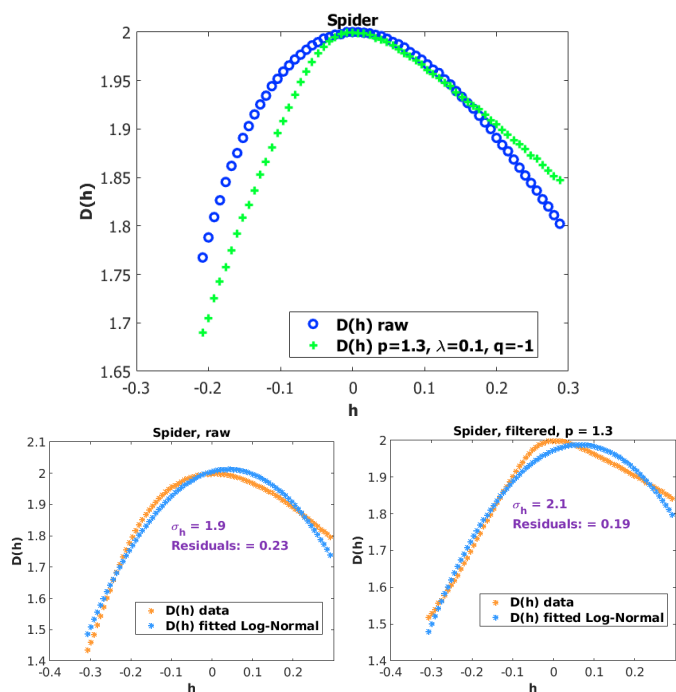 Spider
D(h)
2
1.95
1.9
1.85
1.8
1.75
1.7
1.65
D(h) raw
D(h) p=1.3, λ=0.1, q=-1
-0.3
-0.2
-0.1
0
0.1
0.2
0.3
h
Spider, raw
D(h)
2.1
2
1.9
1.8
1.7
1.6
1.5
1.4
σh = 1.9
Residuals: = 0.23
D(h) data
D(h) fitted Log-Normal
-0.4
-0.3
-0.2
-0.1
0
0.1
0.2
h
Spider, filtered, p = 1.3
D(h)
2
1.9
1.8
1.7
1.6
1.5
1.4
σh = 2.1
Residuals: = 0.19
D(h) data
D(h) fitted Log-Normal
-0.4
-0.3
-0.2
-0.1
0
0.1
0.2
h